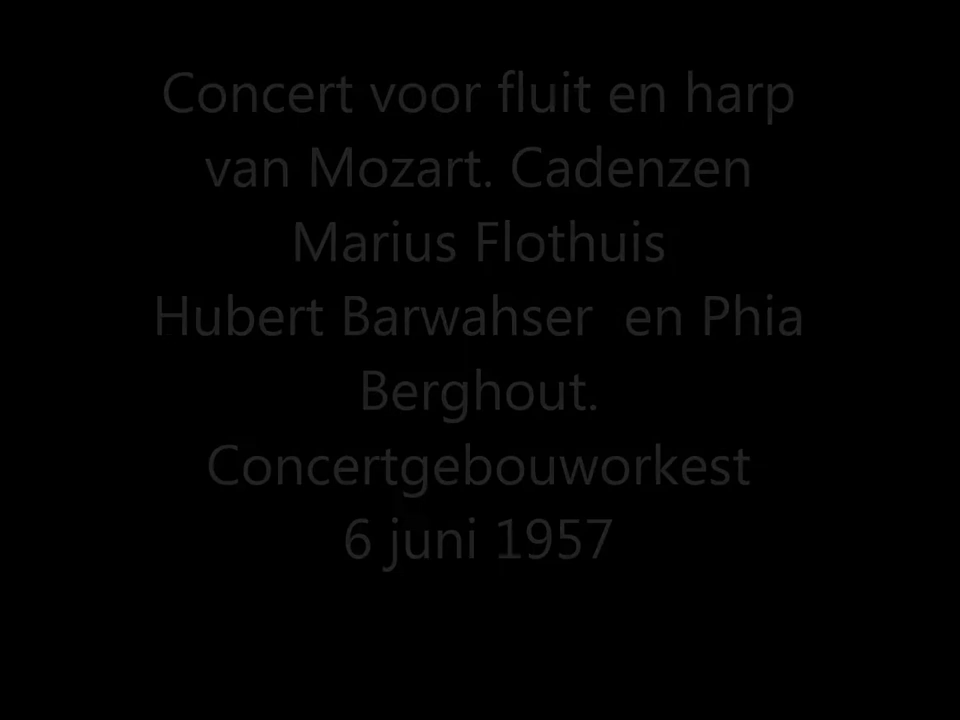 Concert voor fluit en harp
van Mozart. Cadenzen
Marius Flothuis
Hubert Barwahser en Phia
Berghout.
Concertgebouworkest
6 juni 1957